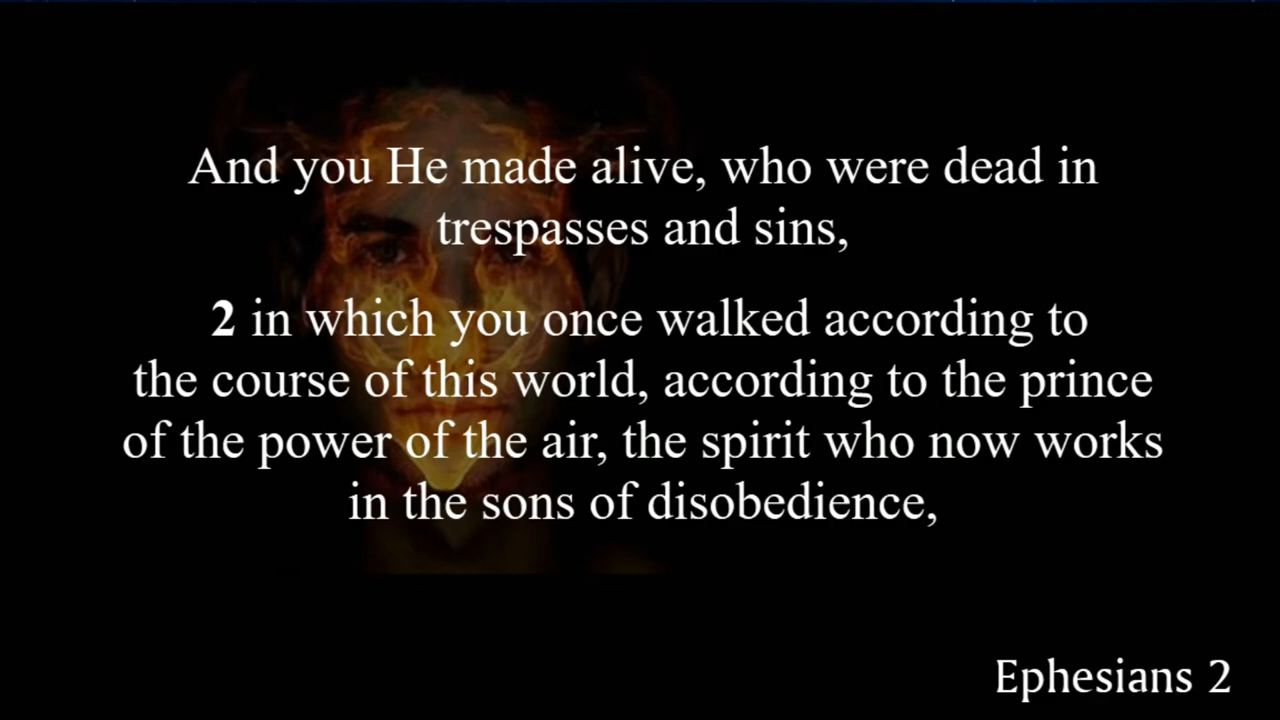 And you He made alive, who were dead in
trespasses and sins,
2 in which you once walked according to
the course of this world, according to the prince
of the power of the air, the spirit who now works
in the sons of disobedience,
Ephesians 2